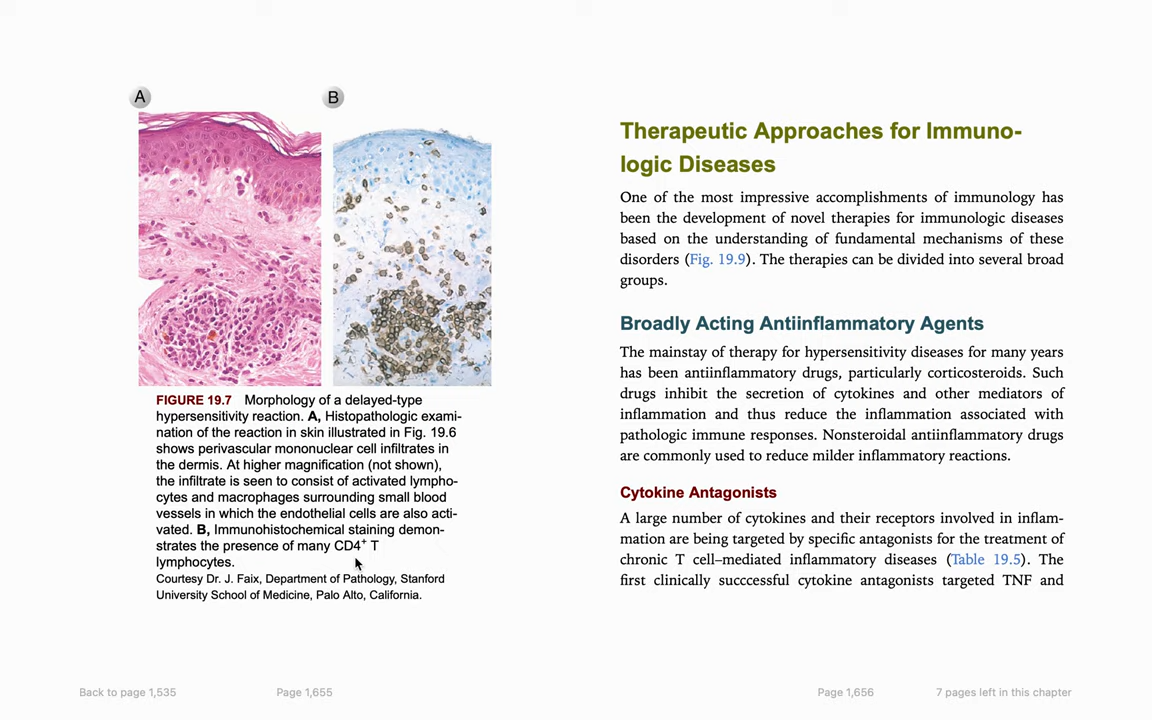 A
B
FIGURE 19.7 Morphology of a delayed-type
hypersensitivity reaction. A, Histopathologic exami-
nation of the reaction in skin illustrated in Fig. 19.6
shows perivascular mononuclear cell infiltrates in
the dermis. At higher magnification (not shown),
the infiltrate is seen to consist of activated lympho-
cytes and macrophages surrounding small blood
vessels in which the endothelial cells are also acti-
vated. B, Immunohistochemical staining demon-
strates the presence of many CD4⁺ T
lymphocytes.
Courtesy Dr. J. Faix, Department of Pathology, Stanford
University School of Medicine, Palo Alto, California.
Back to page 1,535
Page 1,655
Therapeutic Approaches for Immuno-
logic Diseases
One of the most impressive accomplishments of immunology has
been the development of novel therapies for immunologic diseases
based on the understanding of fundamental mechanisms of these
disorders (Fig. 19.9). The therapies can be divided into several broad
groups.
Broadly Acting Antiinflammatory Agents
The mainstay of therapy for hypersensitivity diseases for many years
has been antiinflammatory drugs, particularly corticosteroids. Such
drugs inhibit the secretion of cytokines and other mediators of
inflammation and thus reduce the inflammation associated with
pathologic immune responses. Nonsteroidal antiinflammatory drugs
are commonly used to reduce milder inflammatory reactions.
Cytokine Antagonists
A large number of cytokines and their receptors involved in inflam-
mation are being targeted by specific antagonists for the treatment of
chronic T cell–mediated inflammatory diseases (Table 19.5). The
first clinically succcessful cytokine antagonists targeted TNF and
Page 1,656
7 pages left in this chapter